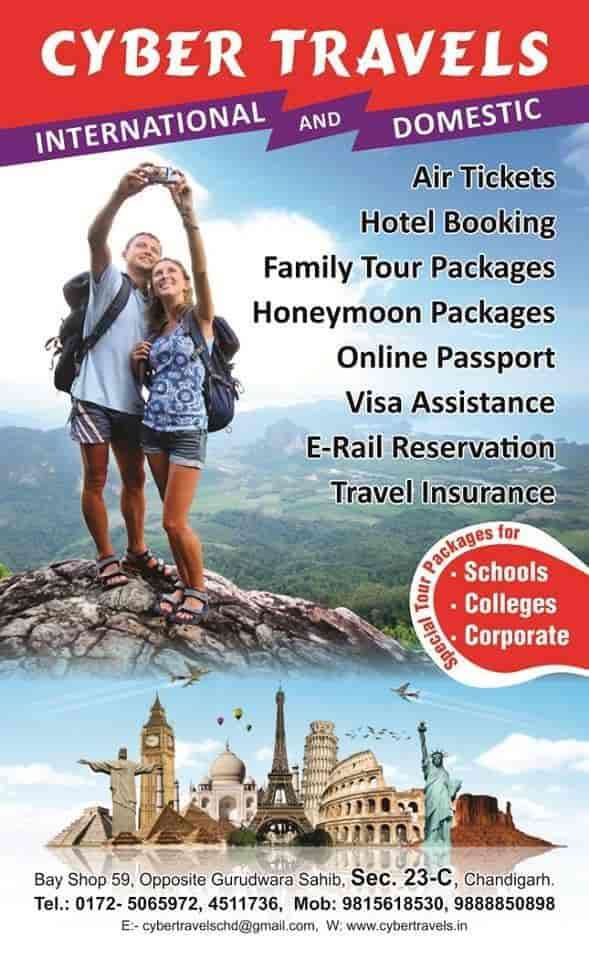 CYBER TRAVELS
INTERNATIONAL AND DOMESTIC
Air Tickets
Hotel Booking
Family Tour Packages
Honeymoon Packages
Online Passport
Visa Assistance
E-Rail Reservation
Travel Insurance
Special Tour Packages for
· Schools
· Colleges
· Corporate
Bay Shop 59, Opposite Gurudwara Sahib, Sec. 23-C, Chandigarh.
Tel.: 0172- 5065972, 4511736, Mob: 9815618530, 9888850898
E:- cybertravelschd@gmail.com, W: www.cybertravels.in